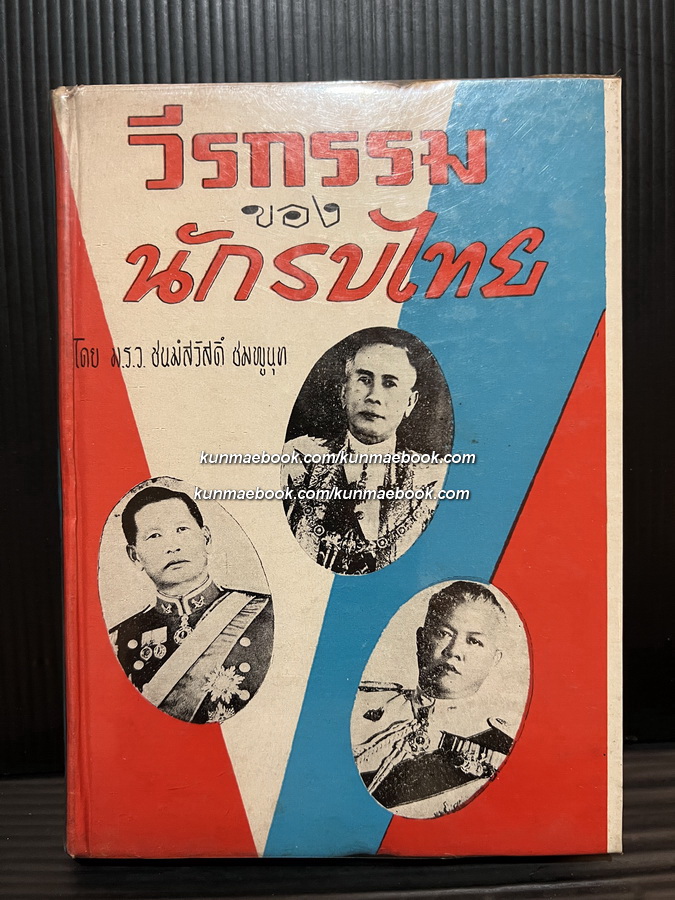 วีรกรรม
ของ
นักรบไทย
โดย ม.ร.ว. ชนม์สวัสดิ์ ชมพูนุท
kunmaebook.com/kunmaebook.com
kunmaebook.com/kunmaebook.com